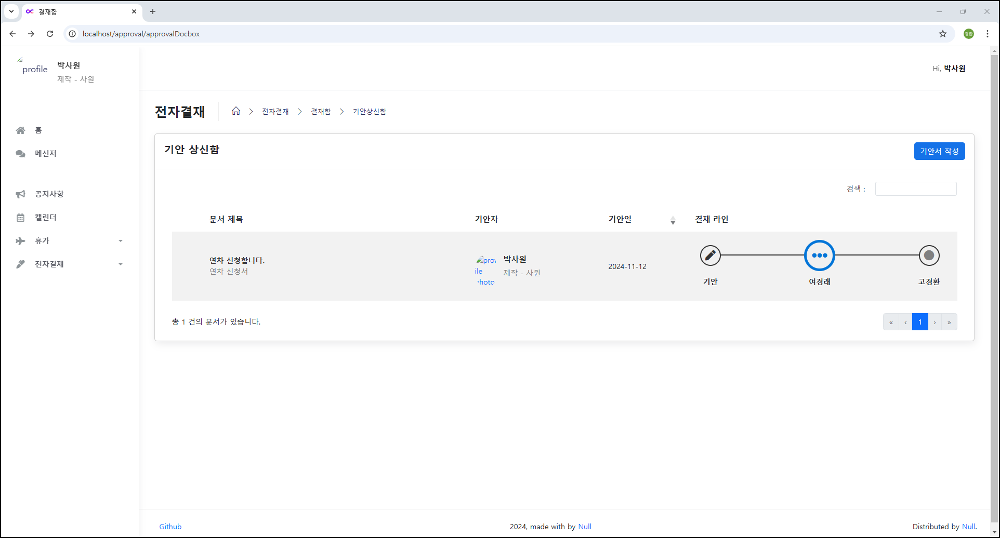 결재함
localhost/approval/approvalDocbox
경환
profile
박사원
제작 - 사원
Hi, 박사원
홈
메신저
공지사항
캘린더
휴가
전자결재
전자결재
전자결재
결재함
기안상신함
기안 상신함
기안서 작성
검색 :
문서 제목
기안자
기안일
결재 라인
연차 신청합니다.
연차 신청서
profile photo
박사원
제작 - 사원
2024-11-12
기안
여경래
고경환
총 1 건의 문서가 있습니다.
« ‹ 1 › »
Github
2024, made with by Null
Distributed by Null.